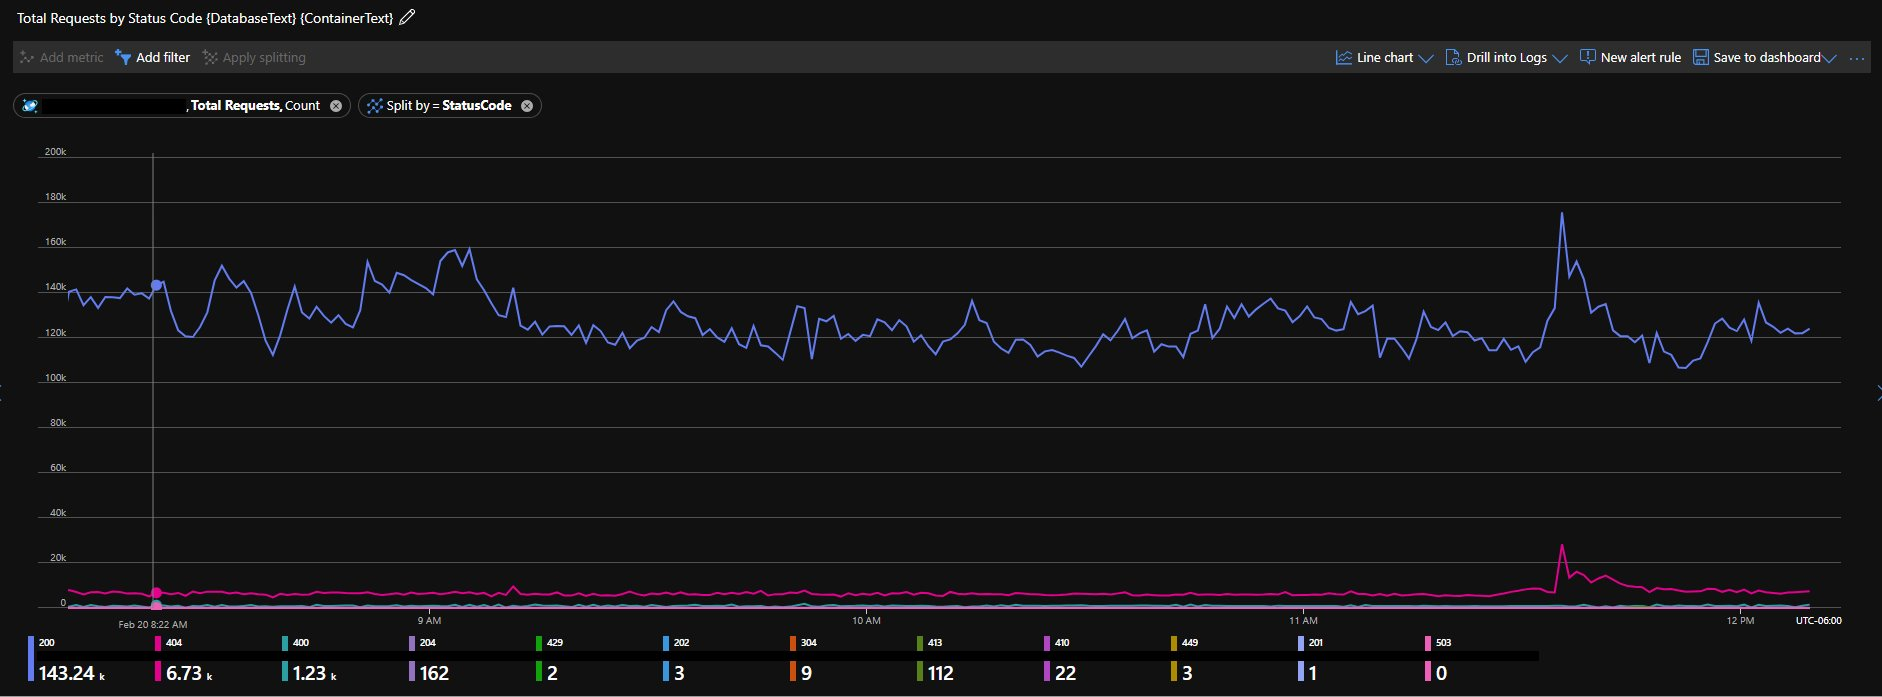 Total Requests by Status Code {DatabaseText} {ContainerText}
Add metric Add filter Apply splitting Line chart Drill into Logs New alert rule Save to dashboard ...
, Total Requests, Count Split by = StatusCode
200k
180k
160k
140k
120k
100k
80k
60k
40k
20k
0
Feb 20 8:22 AM 9 AM 10 AM 11 AM 12 PM UTC-06:00
200 404 400 204 429 202 304 413 410 449 201 503
143.24 k 6.73 k 1.23 k 162 2 3 9 112 22 3 1 0